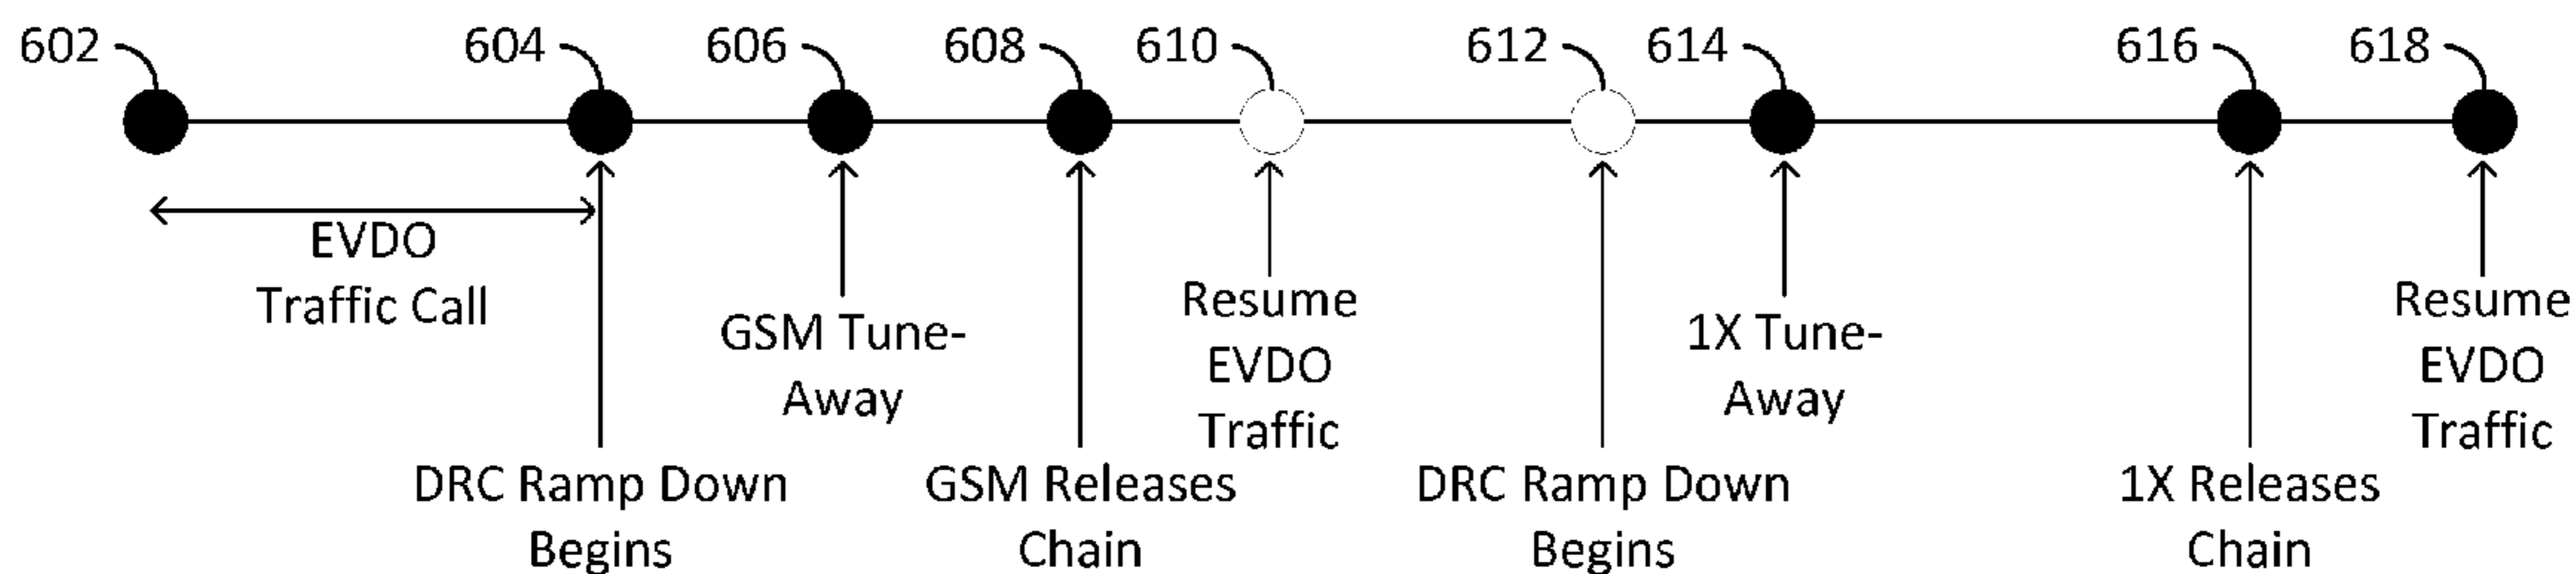 602
604
606
608
610
612
614
616
618
EVDO
Traffic Call
DRC Ramp Down
Begins
GSM Tune-
Away
GSM Releases
Chain
Resume
EVDO
Traffic
DRC Ramp Down
Begins
1X Tune-
Away
1X Releases
Chain
Resume
EVDO
Traffic